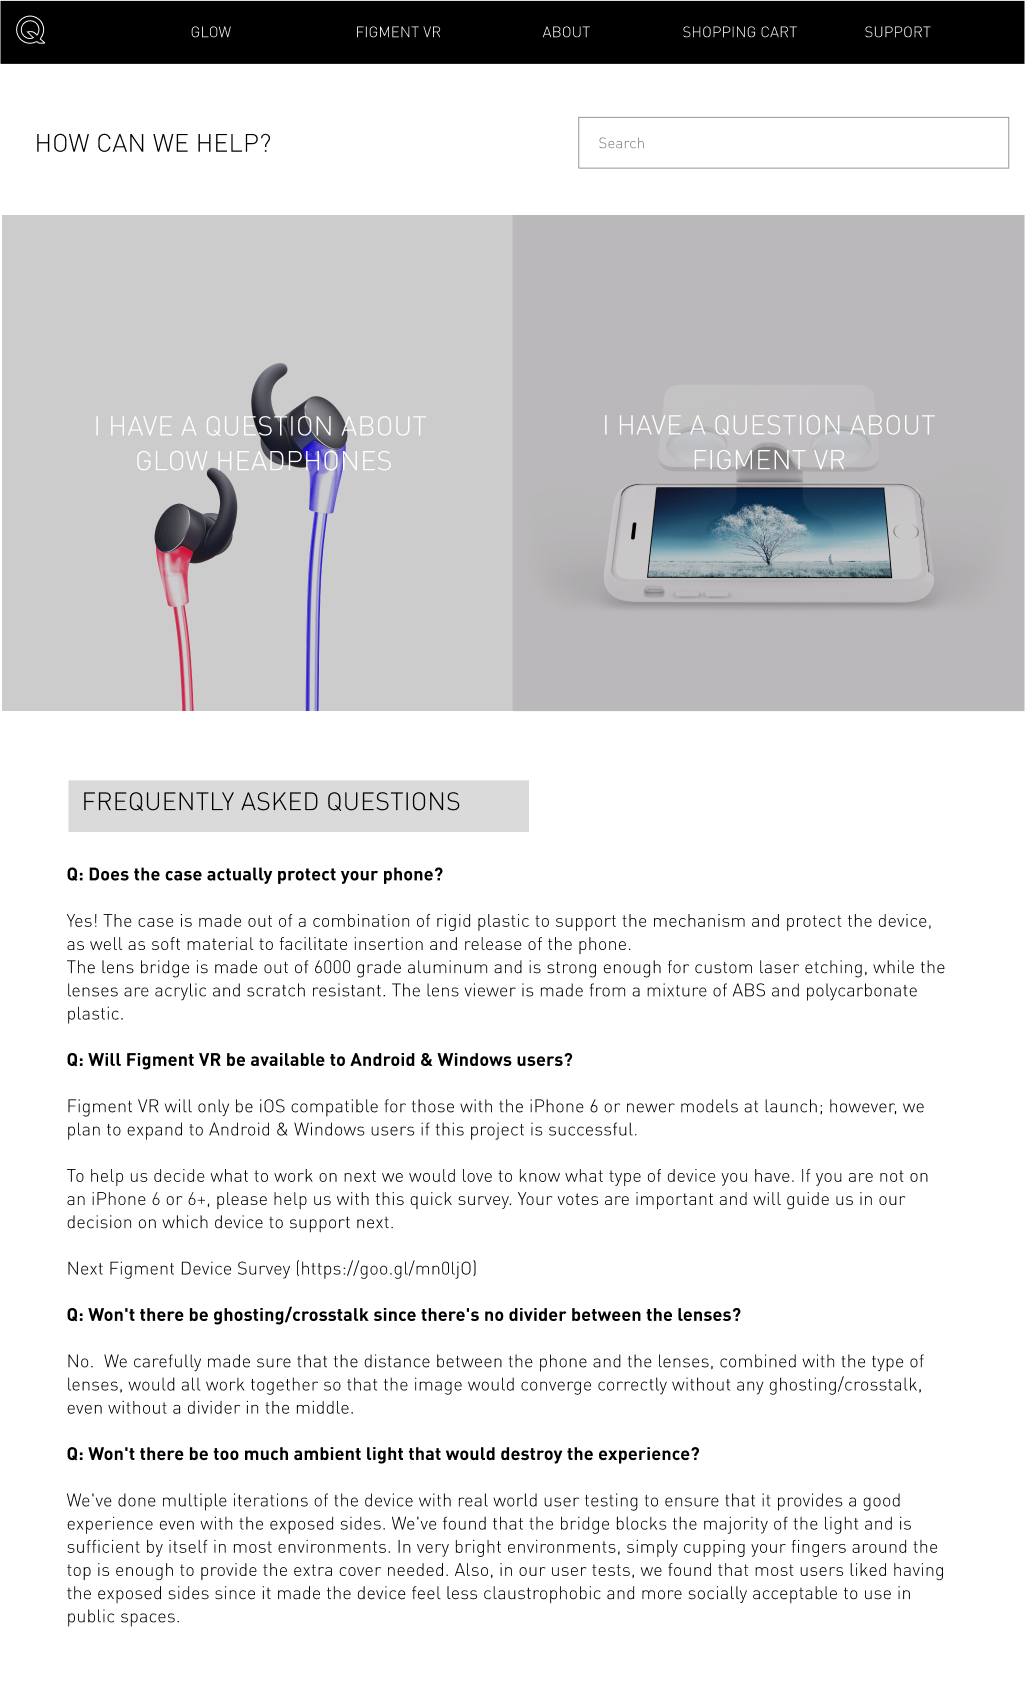 Q
GLOW
FIGMENT VR
ABOUT
SHOPPING CART
SUPPORT
HOW CAN WE HELP?
Search
I HAVE A QUESTION ABOUT
GLOW HEADPHONES
I HAVE A QUESTION ABOUT
FIGMENT VR
FREQUENTLY ASKED QUESTIONS
Q: Does the case actually protect your phone?
Yes! The case is made out of a combination of rigid plastic to support the mechanism and protect the device,
as well as soft material to facilitate insertion and release of the phone.
The lens bridge is made out of 6000 grade aluminum and is strong enough for custom laser etching, while the
lenses are acrylic and scratch resistant. The lens viewer is made from a mixture of ABS and polycarbonate
plastic.
Q: Will Figment VR be available to Android & Windows users?
Figment VR will only be iOS compatible for those with the iPhone 6 or newer models at launch; however, we
plan to expand to Android & Windows users if this project is successful.
To help us decide what to work on next we would love to know what type of device you have. If you are not on
an iPhone 6 or 6+, please help us with this quick survey. Your votes are important and will guide us in our
decision on which device to support next.
Next Figment Device Survey (https://goo.gl/mn0ljO)
Q: Won't there be ghosting/crosstalk since there's no divider between the lenses?
No.  We carefully made sure that the distance between the phone and the lenses, combined with the type of
lenses, would all work together so that the image would converge correctly without any ghosting/crosstalk,
even without a divider in the middle.
Q: Won't there be too much ambient light that would destroy the experience?
We've done multiple iterations of the device with real world user testing to ensure that it provides a good
experience even with the exposed sides. We've found that the bridge blocks the majority of the light and is
sufficient by itself in most environments. In very bright environments, simply cupping your fingers around the
top is enough to provide the extra cover needed. Also, in our user tests, we found that most users liked having
the exposed sides since it made the device feel less claustrophobic and more socially acceptable to use in
public spaces.